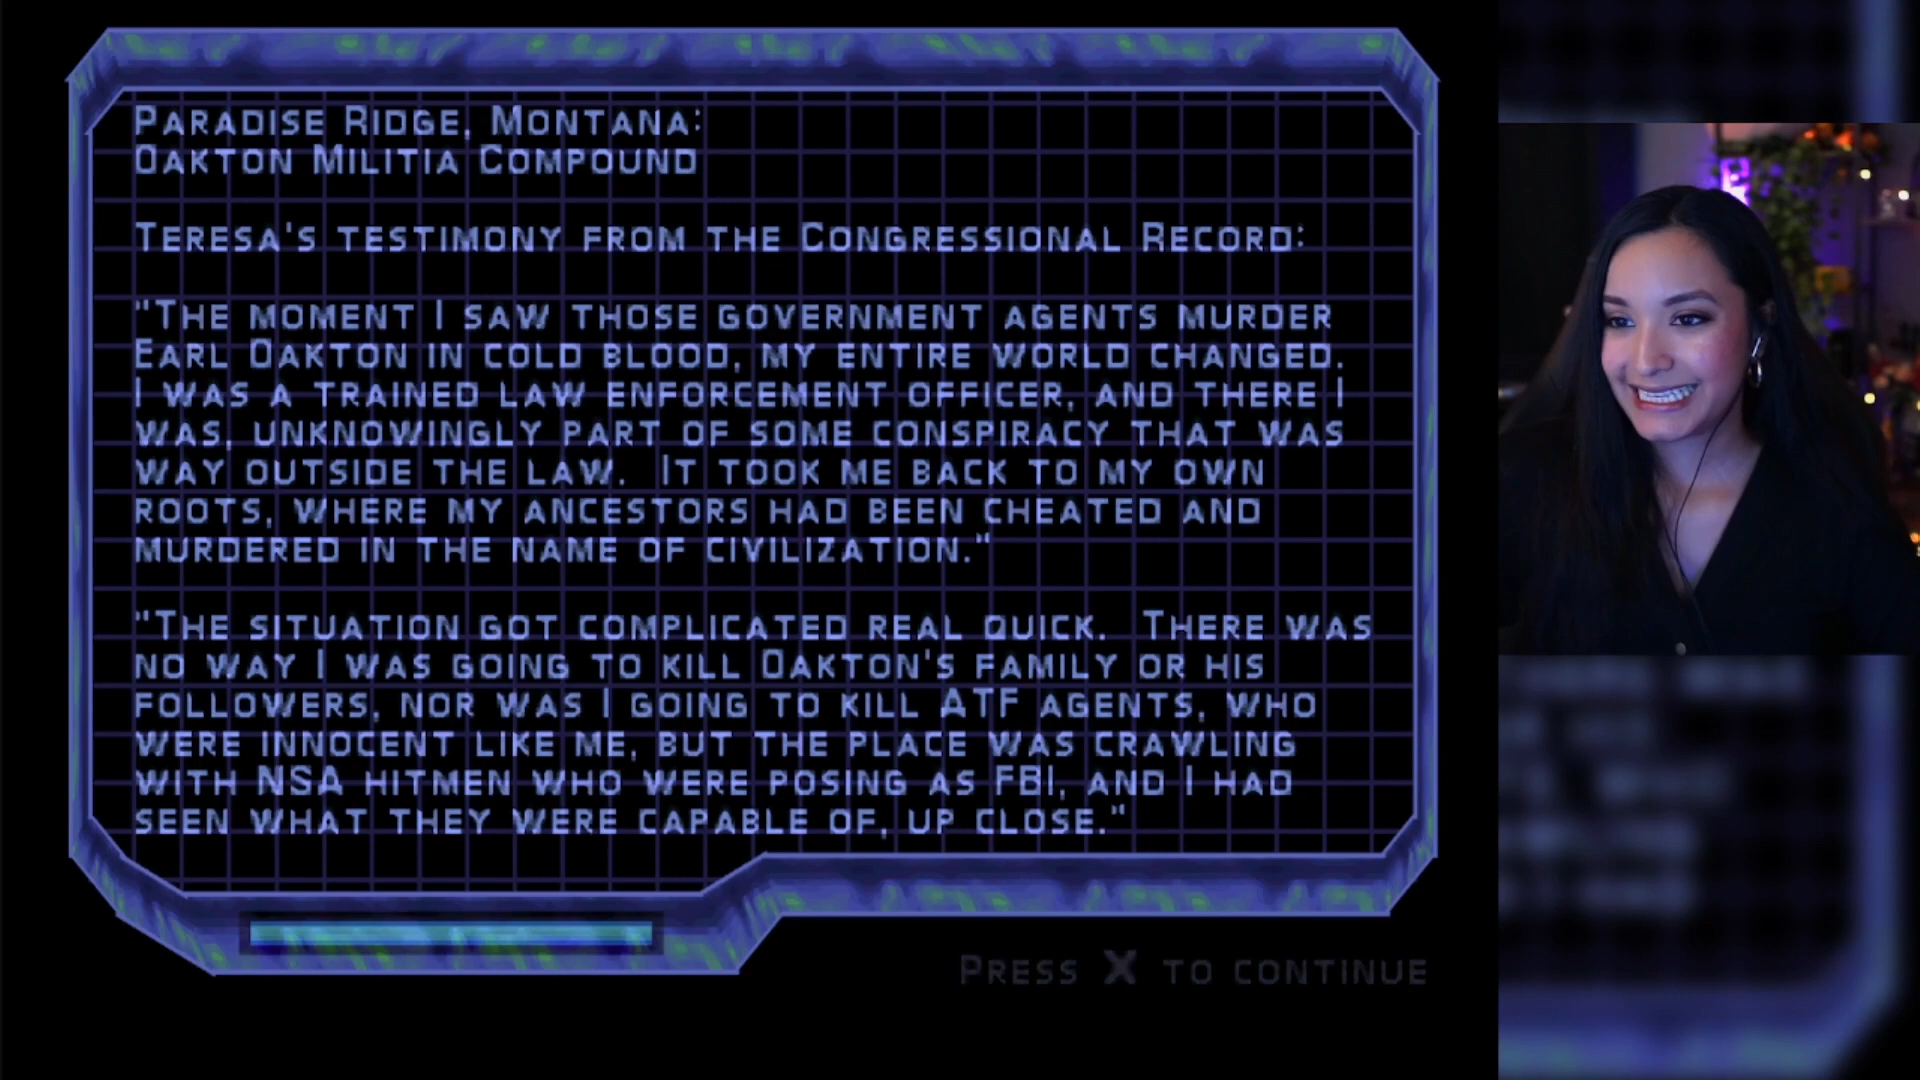 Paradise Ridge, Montana:
Oakton Militia Compound
Teresa's testimony from the Congressional Record:
"The moment I saw those government agents murder
Earl Oakton in cold blood, my entire world changed.
I was a trained law enforcement officer, and there I
was, unknowingly part of some conspiracy that was
way outside the law.  It took me back to my own
roots, where my ancestors had been cheated and
murdered in the name of civilization."
"The situation got complicated real quick.  There was
no way I was going to kill Oakton's family or his
followers, nor was I going to kill ATF agents, who
were innocent like me, but the place was crawling
with NSA hitmen who were posing as FBI, and I had
seen what they were capable of, up close."
Press X to continue